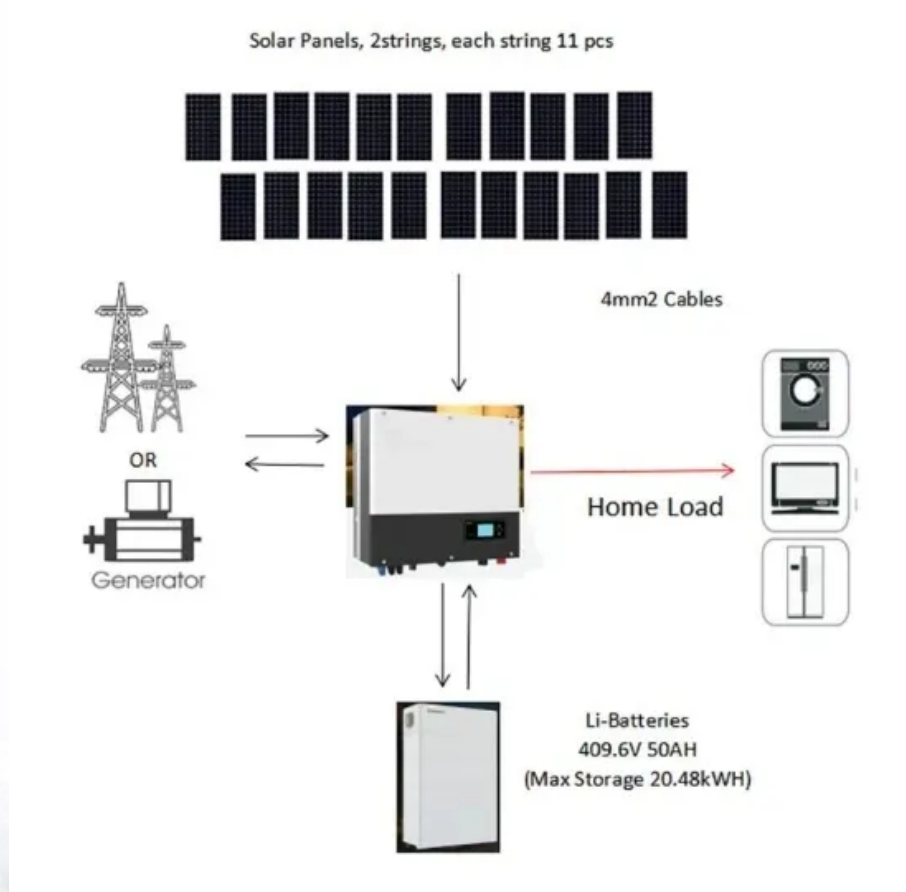 Solar Panels, 2strings, each string 11 pcs
4mm2 Cables
OR
Generator
Home Load
Li-Batteries
409.6V 50AH
(Max Storage 20.48kWH)